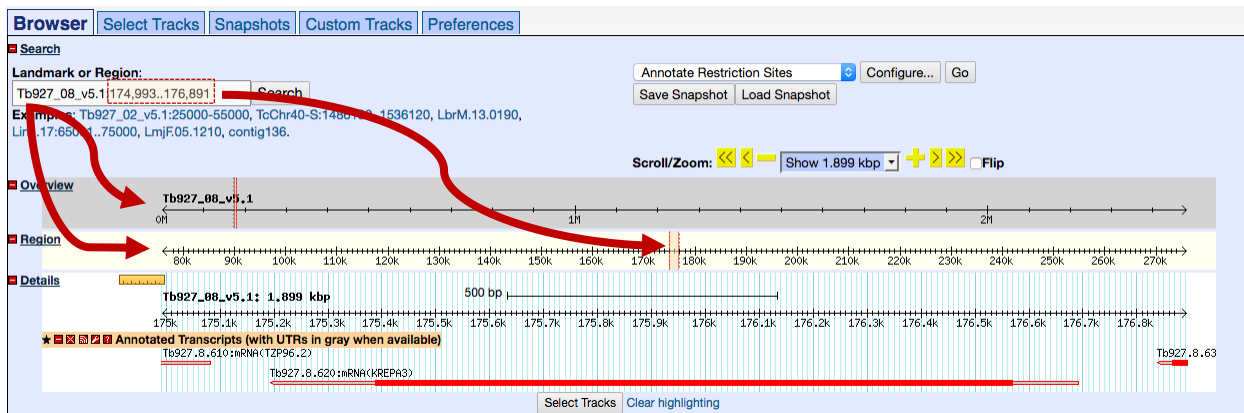 Browser Select Tracks Snapshots Custom Tracks Preferences
Search
Landmark or Region:
Tb927_08_v5.1:174,993..176,891 Search
Annotate Restriction Sites Configure... Go
Save Snapshot Load Snapshot
Examples: Tb927_02_v5.1:25000-55000, TcChr40-S: 1536120, LbrM.13.0190,
75000, LmjF.05.1210, contig136.
Scroll/Zoom: << < Show 1.899 kbp > >> Flip
Overview
Tb927_08_v5.1
0M 1M 2M
Region
80k 90k 100k 110k 120k 130k 140k 150k 160k 170k 180k 190k 200k 210k 220k 230k 240k 250k 260k 270k
Details
Tb927_08_v5.1: 1.899 kbp
500 bp
175k 175.1k 175.2k 175.3k 175.4k 175.5k 175.6k 175.7k 175.8k 175.9k 176k 176.1k 176.2k 176.3k 176.4k 176.5k 176.6k 176.7k 176.8k
Annotated Transcripts (with UTRs in gray when available)
Tb927.8.610:mRNA(TZP96.2) Tb927.8.63
Tb927.8.620:mRNA(KREPA3)
Select Tracks Clear highlighting